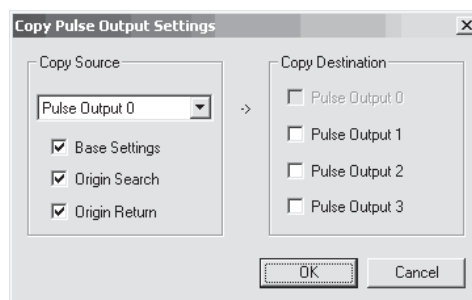 Copy Pulse Output Settings
Copy Source
Pulse Output 0
Base Settings
Origin Search
Origin Return
->
Copy Destination
Pulse Output 0
Pulse Output 1
Pulse Output 2
Pulse Output 3
OK
Cancel